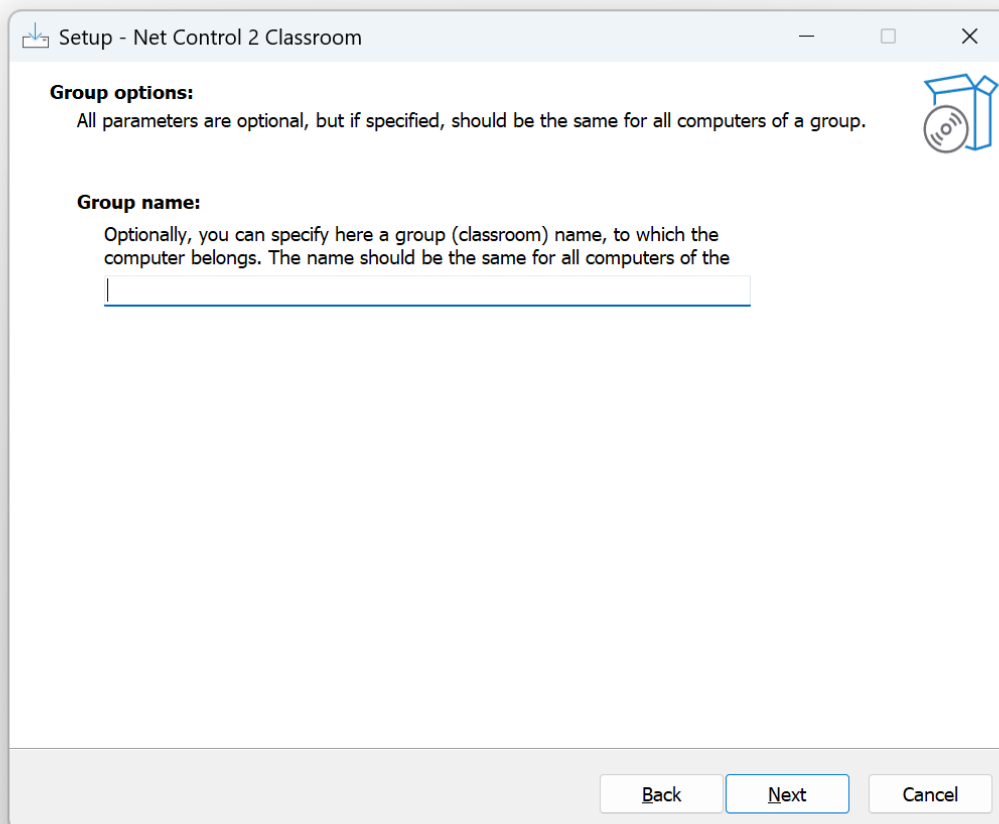 Setup - Net Control 2 Classroom
Group options:
All parameters are optional, but if specified, should be the same for all computers of a group.
Group name:
Optionally, you can specify here a group (classroom) name, to which the
computer belongs. The name should be the same for all computers of the
Back
Next
Cancel